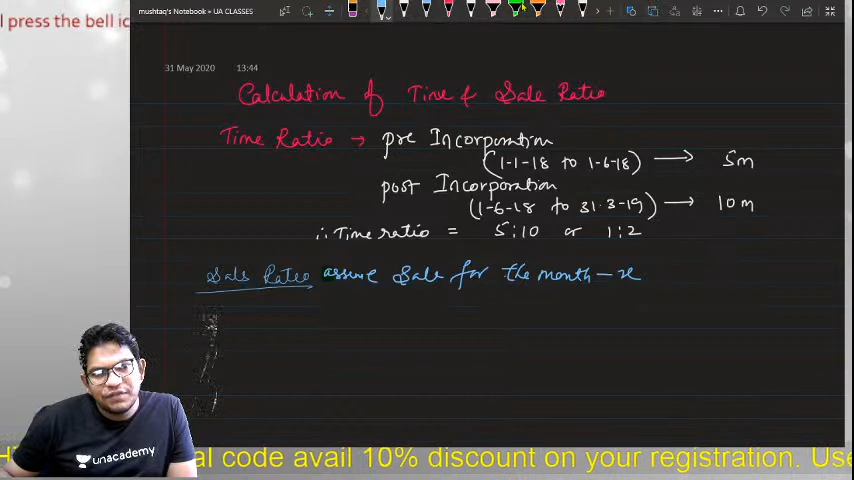 l press the bell ic
mushtaq's Notebook » UA CLASSES
31 May 2020 13:44
Calculation of Time & Sale Ratio
Time Ratio → pre Incorporation
(1-1-18 to 1-6-18) → 5m
post Incorporation
(1-6-18 to 31.3-19) → 10m
∴ Time ratio = 5:10 or 1:2
Sals Ratio assume Sale for the month - x
unacademy
al code avail 10% discount on your registration. Use